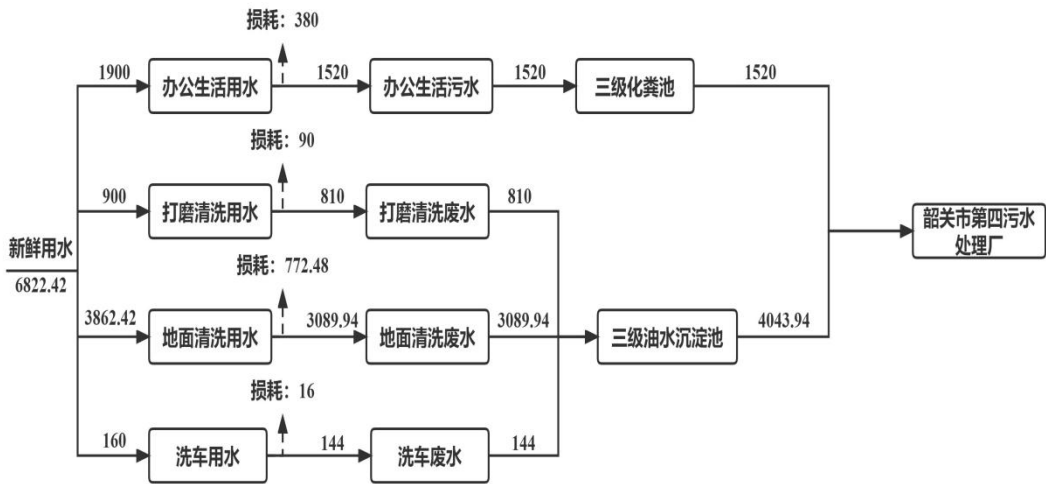 损耗：380
1900
办公生活用水
1520
办公生活污水
1520
三级化粪池
1520
损耗：90
900
打磨清洗用水
810
打磨清洗废水
810
韶关市第四污水
处理厂
新鲜用水
6822.42
损耗：772.48
3862.42
地面清洗用水
3089.94
地面清洗废水
3089.94
三级油水沉淀池
4043.94
损耗：16
160
洗车用水
144
洗车废水
144